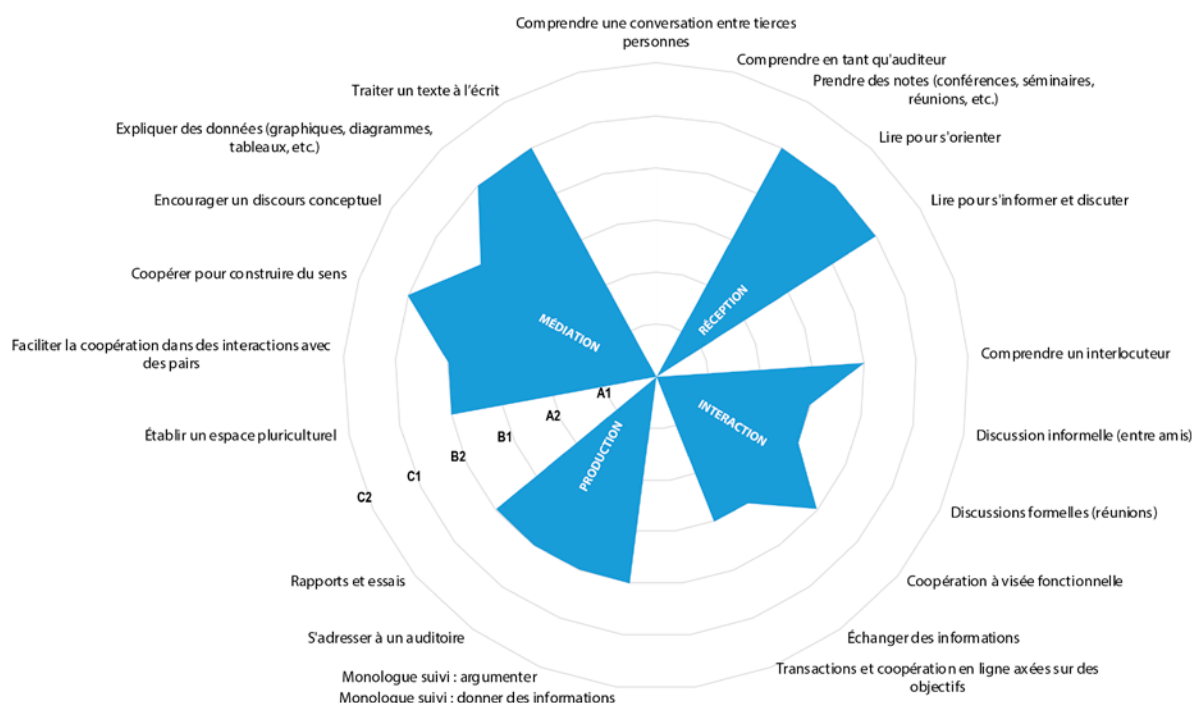 Comprendre une conversation entre tierces
personnes
Comprendre en tant qu'auditeur
Prendre des notes (conférences, séminaires,
réunions, etc.)
Lire pour s'orienter
Lire pour s'informer et discuter
Comprendre un interlocuteur
Discussion informelle (entre amis)
Discussions formelles (réunions)
Coopération à visée fonctionnelle
Échanger des informations
Transactions et coopération en ligne axées sur des
objectifs
Monologue suivi : donner des informations
Monologue suivi : argumenter
S'adresser à un auditoire
Rapports et essais
Établir un espace pluriculturel
Faciliter la coopération dans des interactions avec
des pairs
Coopérer pour construire du sens
Encourager un discours conceptuel
Expliquer des données (graphiques, diagrammes,
tableaux, etc.)
Traiter un texte à l'écrit
RÉCEPTION
INTERACTION
PRODUCTION
MÉDIATION
A1
A2
B1
B2
C1
C2